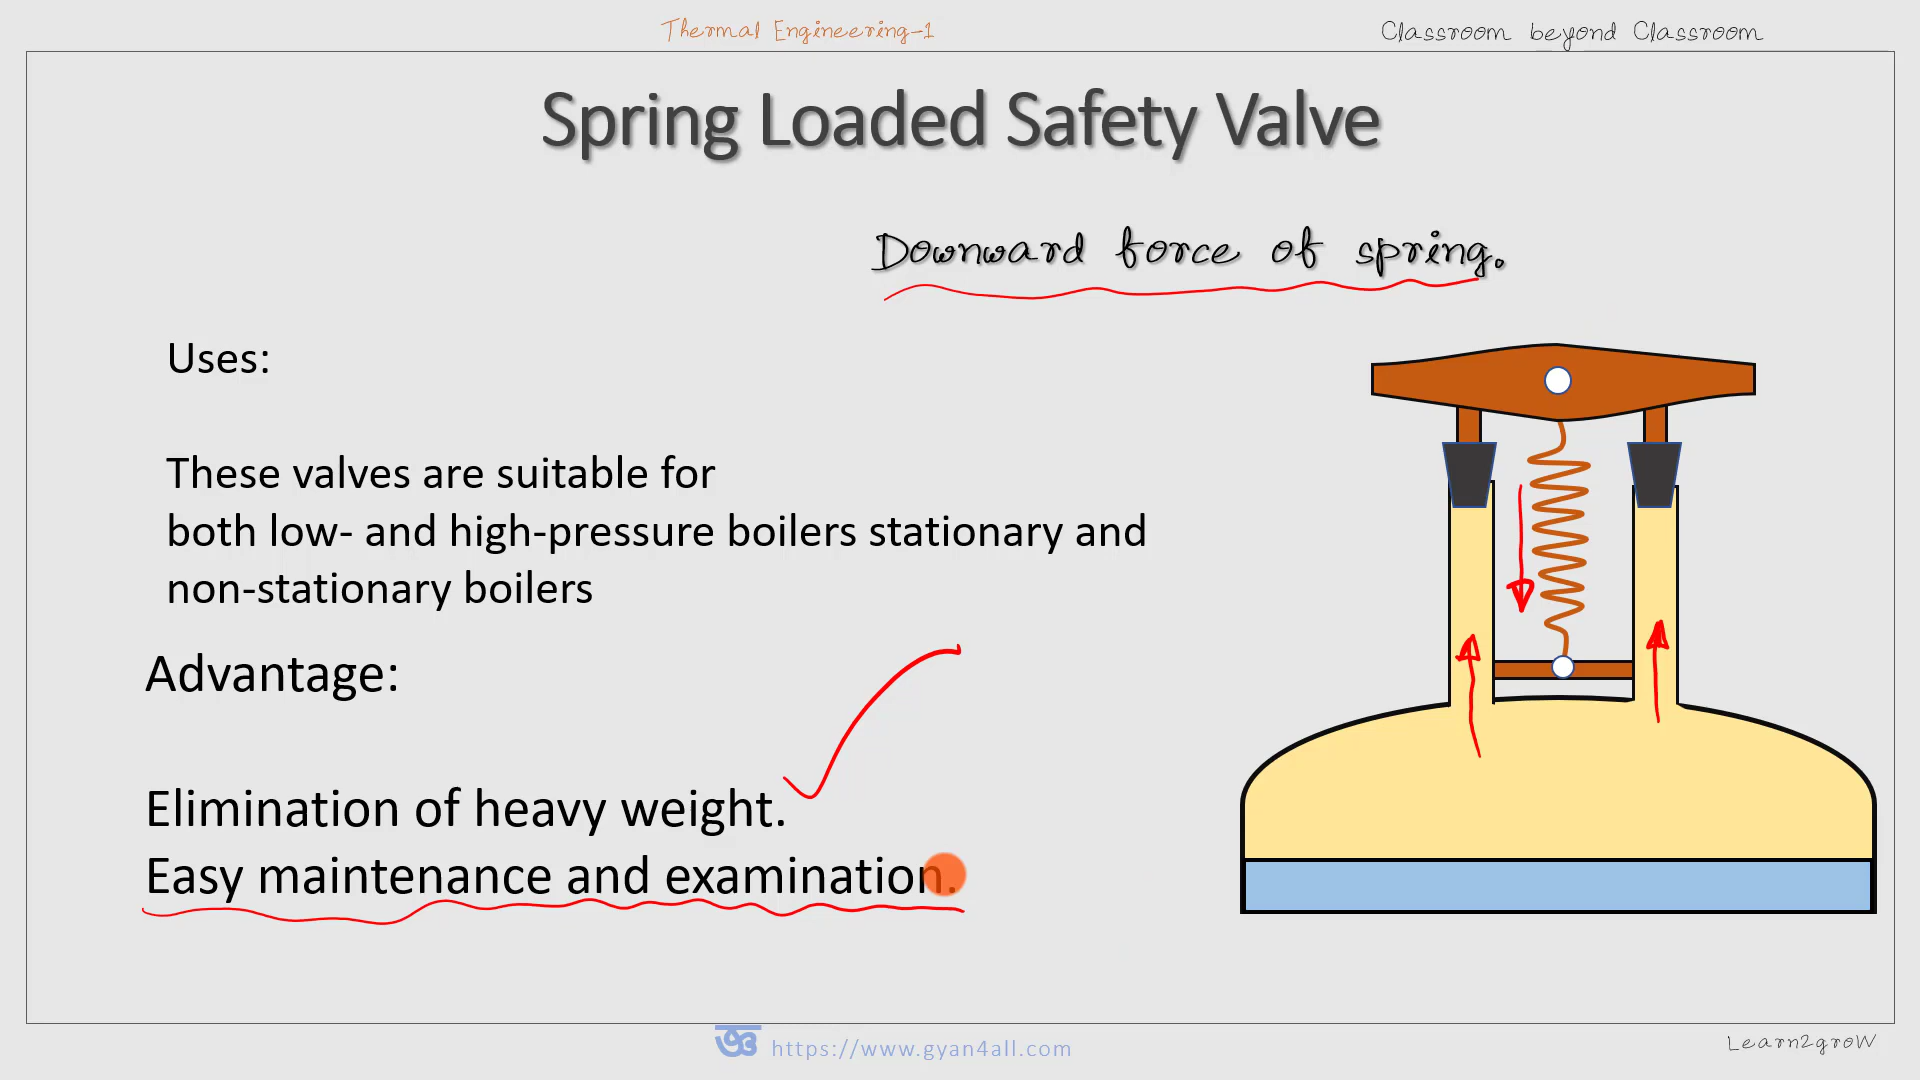 Thermal Engineering-1
Classroom beyond Classroom
Spring Loaded Safety Valve
Downward force of spring.
Uses:
These valves are suitable for
both low- and high-pressure boilers stationary and
non-stationary boilers
Advantage:
Elimination of heavy weight.
Easy maintenance and examination.
https://www.gyan4all.com
Learn2groW